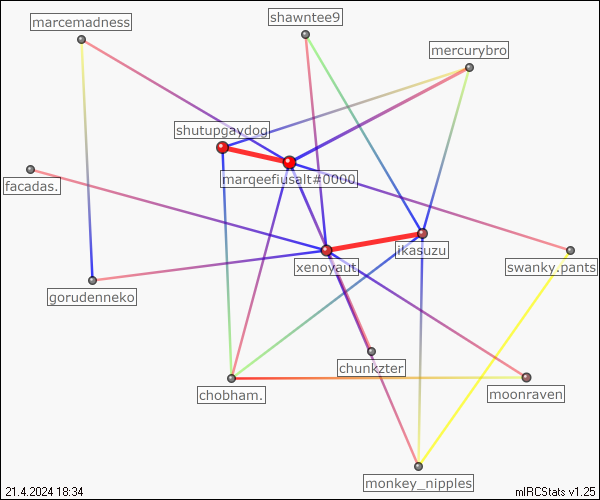 shawntee9
marcemadness
mercurybro
shutupgaydog
marqeefiusalt#0000
facadas.
ikasuzu
xenoyaut
swanky.pants
gorudenneko
chunkzter
chobham.
moonraven
monkey_nipples
21.4.2024 18:34
mIRCStats v1.25